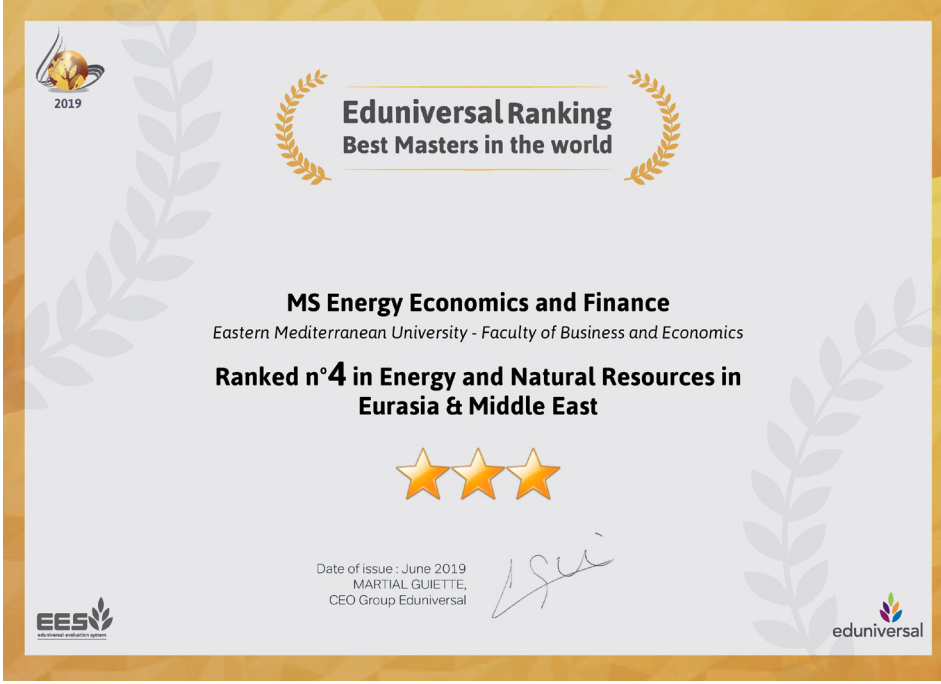 2019
Eduniversal Ranking
Best Masters in the world
MS Energy Economics and Finance
Eastern Mediterranean University - Faculty of Business and Economics
Ranked n°4 in Energy and Natural Resources in
Eurasia & Middle East
Date of issue : June 2019
MARTIAL GUIETTE,
CEO Group Eduniversal
EES
eduniversal evaluation system
eduniversal